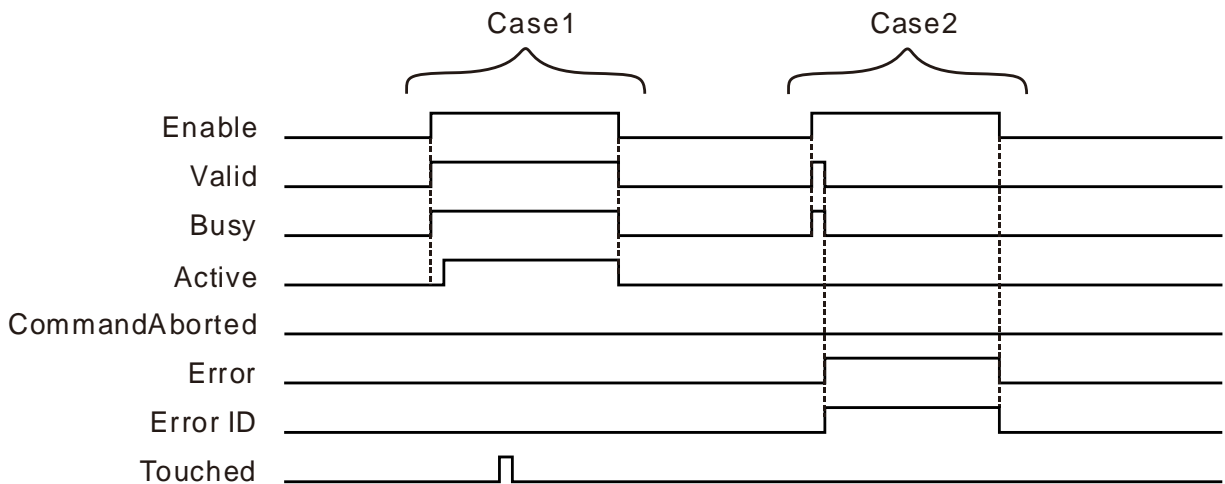 Case1 Case2
Enable
Valid
Busy
Active
CommandAborted
Error
Error ID
Touched